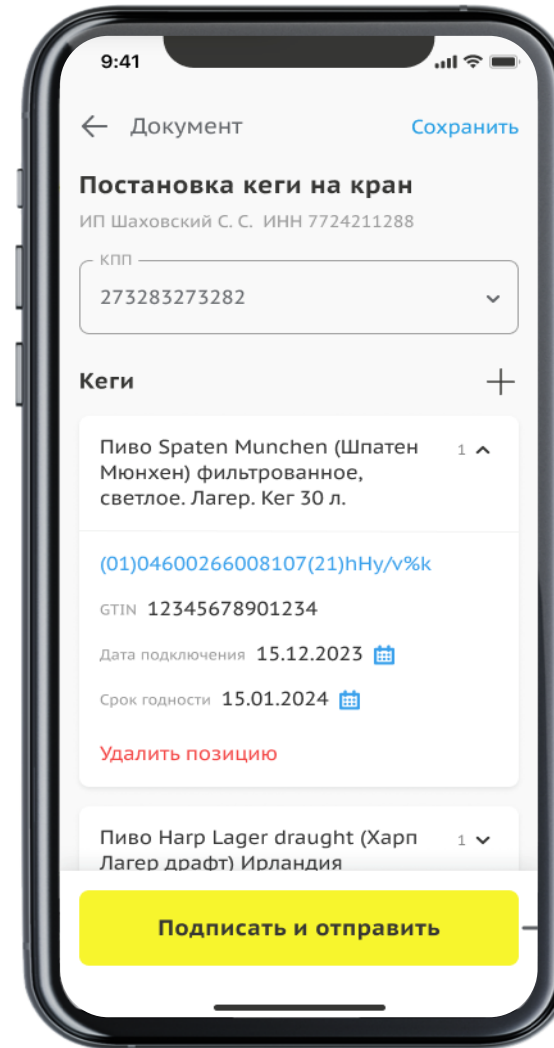 9:41
Документ
Сохранить
Постановка кеги на кран
ИП Шаховский С. С. ИНН 7724211288
КПП
273283273282
Кеги
Пиво Spaten Munchen (Шпатен
1
Мюнхен) фильтрованное,
светлое. Лагер. Кег 30 л.
(01)04600266008107(21)hHy/v%k
GTIN 12345678901234
Дата подключения 15.12.2023
Срок годности 15.01.2024
Удалить позицию
Пиво Harp Lager draught (Харп
1
Лагер драфт) Ирландия
Подписать и отправить